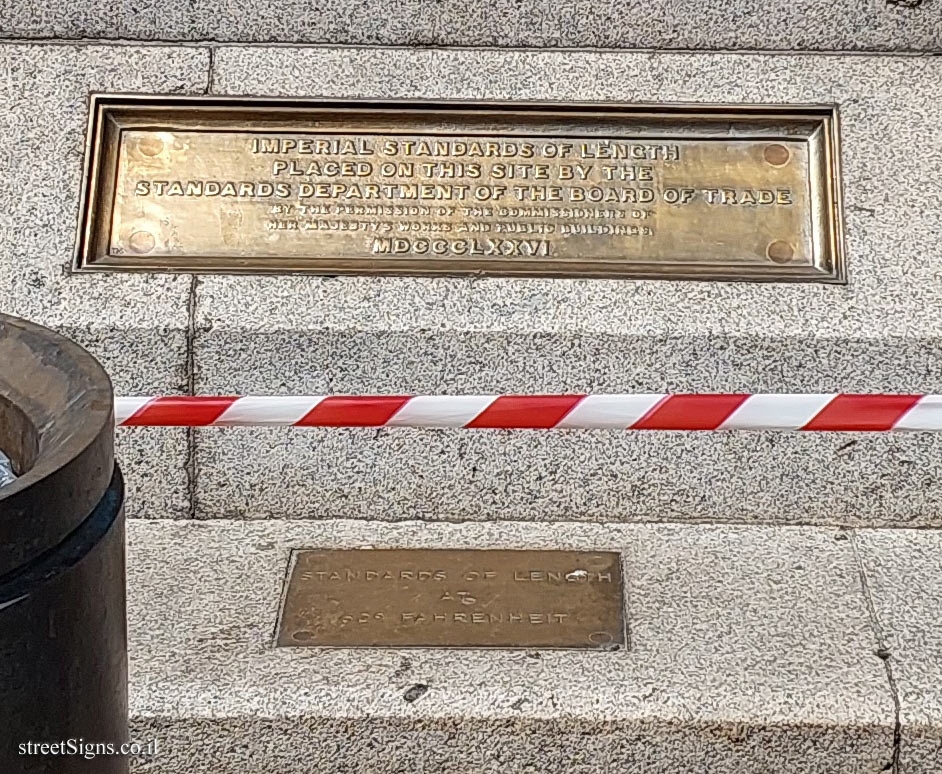 IMPERIAL STANDARDS OF LENGTH
PLACED ON THIS SITE BY THE
STANDARDS DEPARTMENT OF THE BOARD OF TRADE
BY THE PERMISSION OF THE COMMISSIONERS OF
HER MAJESTY'S WORKS AND PUBLIC BUILDINGS
MDCCCLXXVI
STANDARDS OF LENGTH
AT
FAHRENHEIT
streetSigns.co.il